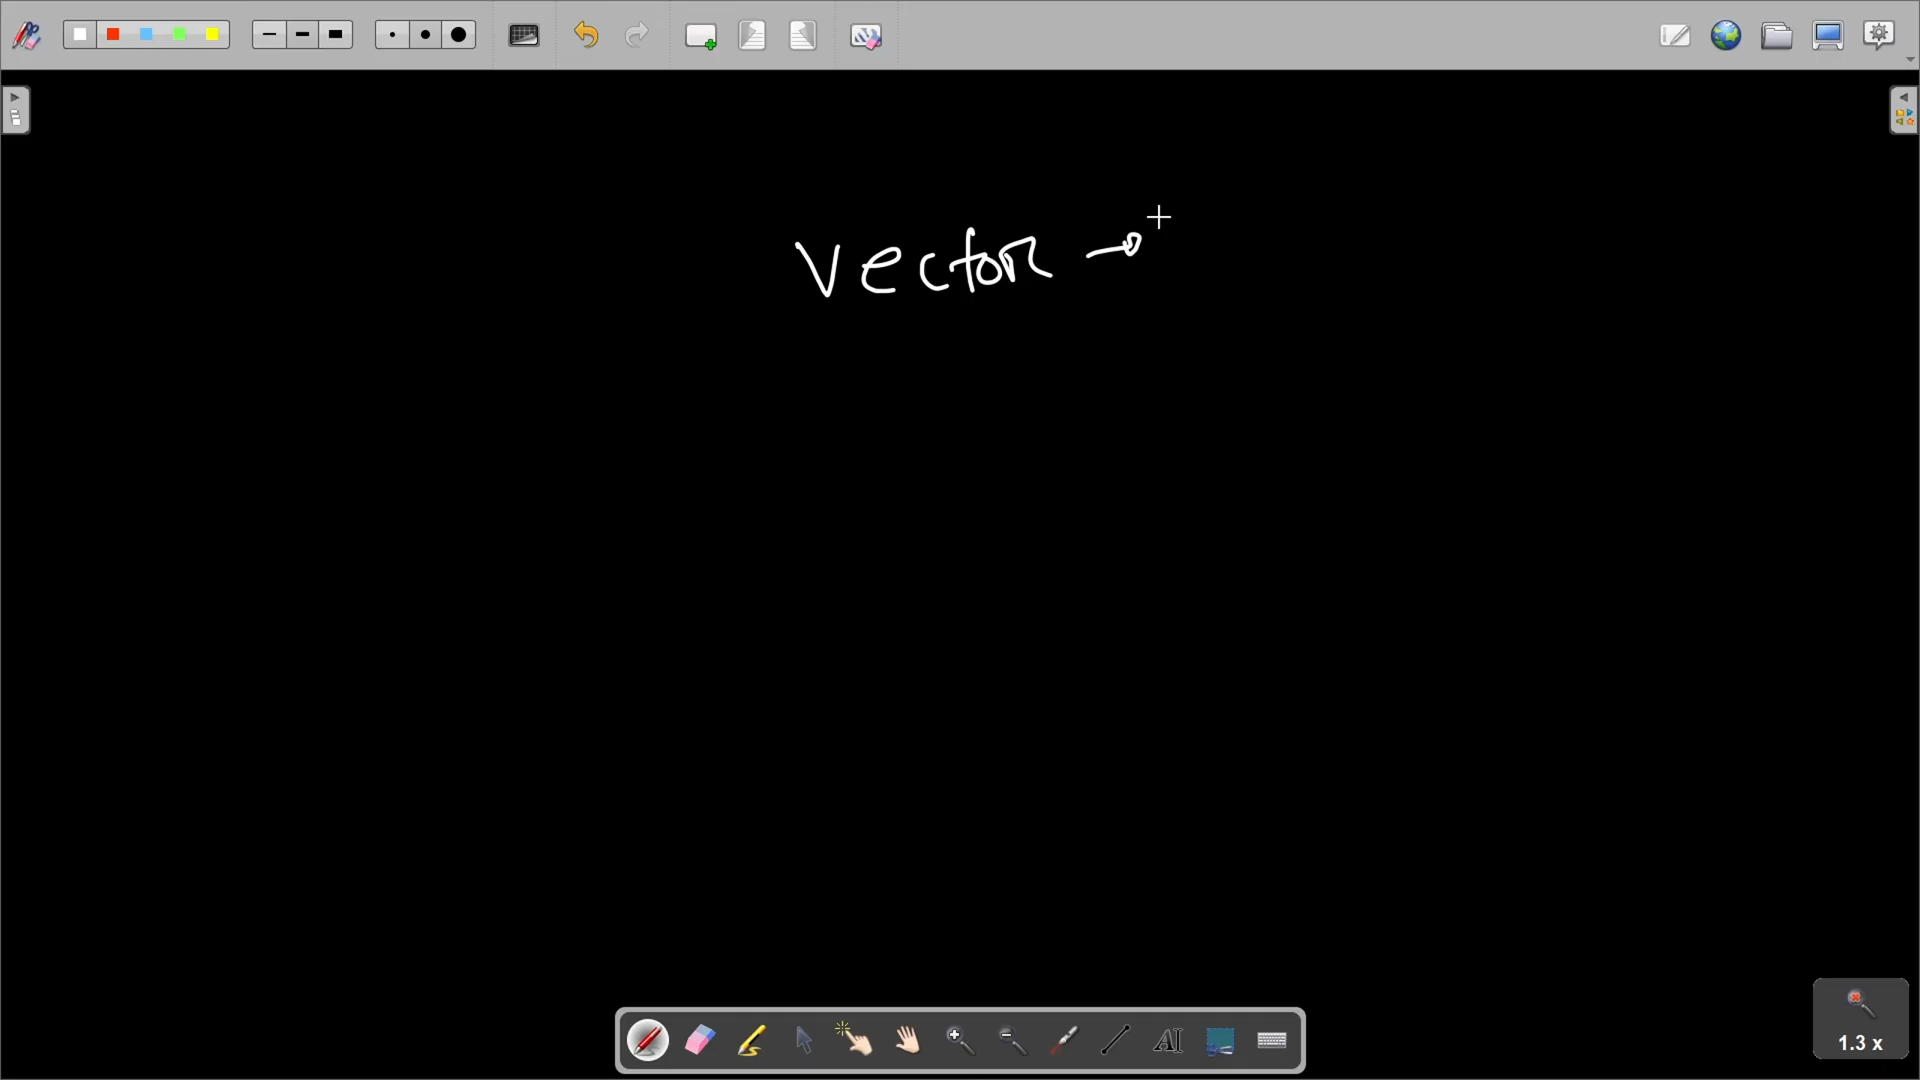 Vector →
1.3 x